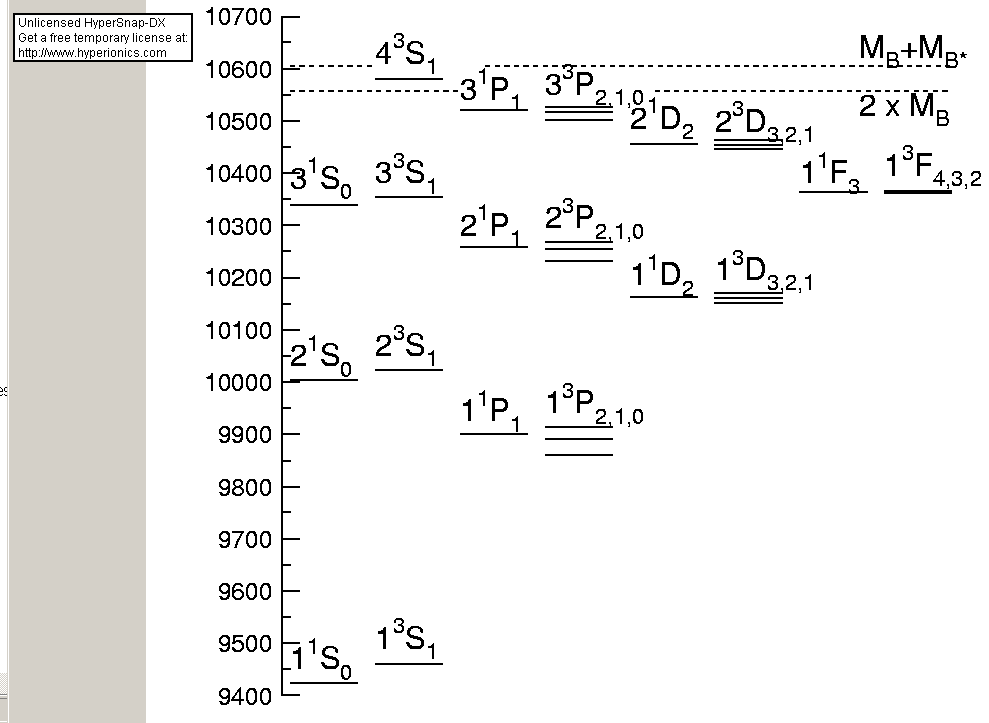 Unlicensed HyperSnap-DX
Get a free temporary license at:
http://www.hyperionics.com
10700
10600
10500
10400
10300
10200
10100
10000
9900
9800
9700
9600
9500
9400
4³S₁
M_B+M_B*
3¹P₁ 3³P₂,₁,₀
2 x M_B
2¹D₂ 2³D₃,₂,₁
3¹S₀ 3³S₁
1¹F₃ 1³F₄,₃,₂
2¹P₁ 2³P₂,₁,₀
1¹D₂ 1³D₃,₂,₁
2¹S₀ 2³S₁
1¹P₁ 1³P₂,₁,₀
1¹S₀ 1³S₁